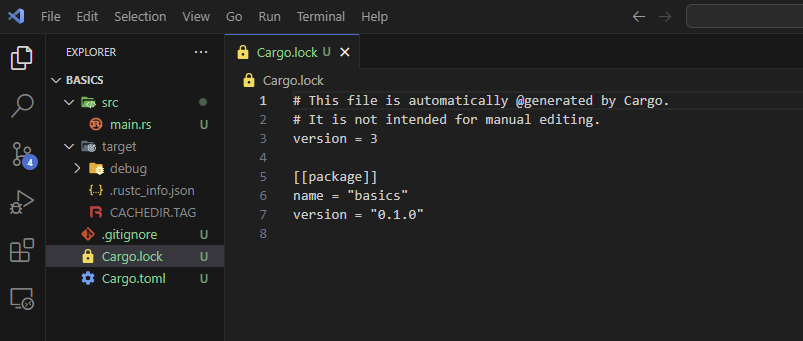 File Edit Selection View Go Run Terminal Help
EXPLORER ···
Cargo.lock U
BASICS
src
main.rs U
target
debug
.rustc_info.json
CACHEDIR.TAG
.gitignore U
Cargo.lock U
Cargo.toml U
4
Cargo.lock
1 # This file is automatically @generated by Cargo.
2 # It is not intended for manual editing.
3 version = 3
4
5 [[package]]
6 name = "basics"
7 version = "0.1.0"
8